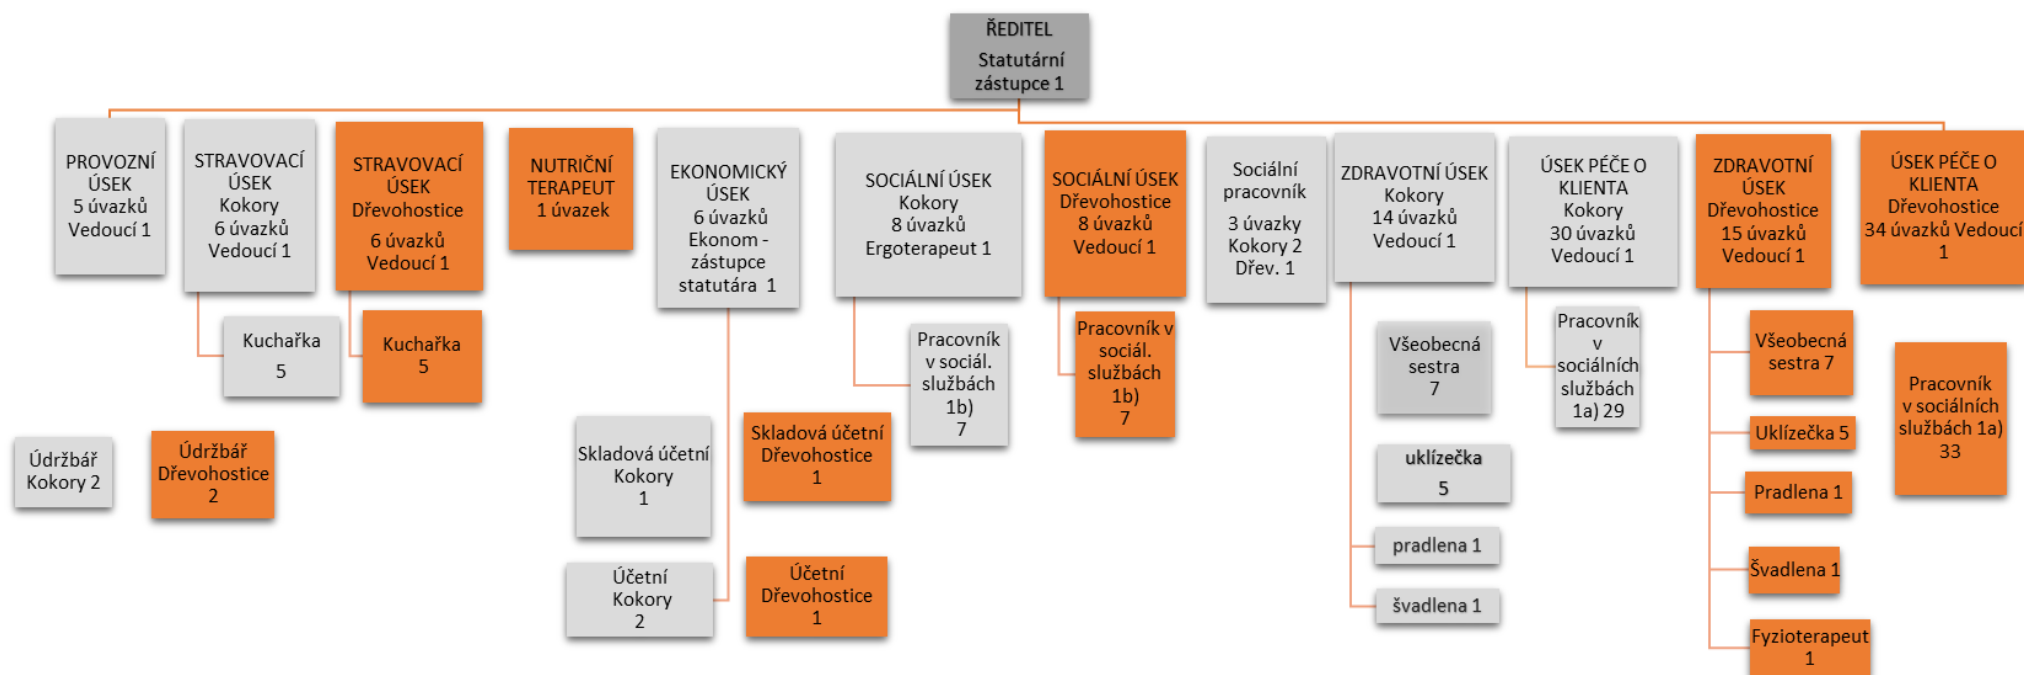 ŘEDITEL
Statutární
zástupce 1
PROVOZNÍ
ÚSEK
5 úvazků
Vedoucí 1
STRAVOVACÍ
ÚSEK
Kokory
6 úvazků
Vedoucí 1
STRAVOVACÍ
ÚSEK
Dřevohostice
6 úvazků
Vedoucí 1
NUTRIČNÍ
TERAPEUT
1 úvazek
EKONOMICKÝ
ÚSEK
6 úvazků
Ekonom -
zástupce
statutára 1
SOCIÁLNÍ ÚSEK
Kokory
8 úvazků
Ergoterapeut 1
SOCIÁLNÍ ÚSEK
Dřevohostice
8 úvazků
Vedoucí 1
Sociální
pracovník
3 úvazky
Kokory 2
Dřev. 1
ZDRAVOTNÍ ÚSEK
Kokory
14 úvazků
Vedoucí 1
ÚSEK PÉČE O
KLIENTA
Kokory
30 úvazků
Vedoucí 1
ZDRAVOTNÍ
ÚSEK
Dřevohostice
15 úvazků
Vedoucí 1
ÚSEK PÉČE O
KLIENTA
Dřevohostice
34 úvazků Vedoucí
1
Kuchařka
5
Kuchařka
5
Pracovník
v sociál.
službách
1b)
7
Pracovník v
sociál.
službách
1b)
7
Všeobecná
sestra
7
Pracovník
v
sociálních
službách
1a) 29
Všeobecná
sestra 7
Pracovník
v sociálních
službách 1a)
33
Údržbář
Kokory 2
Údržbář
Dřevohostice
2
Skladová účetní
Kokory
1
Skladová účetní
Dřevohostice
1
uklízečka
5
Uklízečka 5
Pradlena 1
pradlena 1
Účetní
Kokory
2
Účetní
Dřevohostice
1
švadlena 1
Švadlena 1
Fyzioterapeut
1